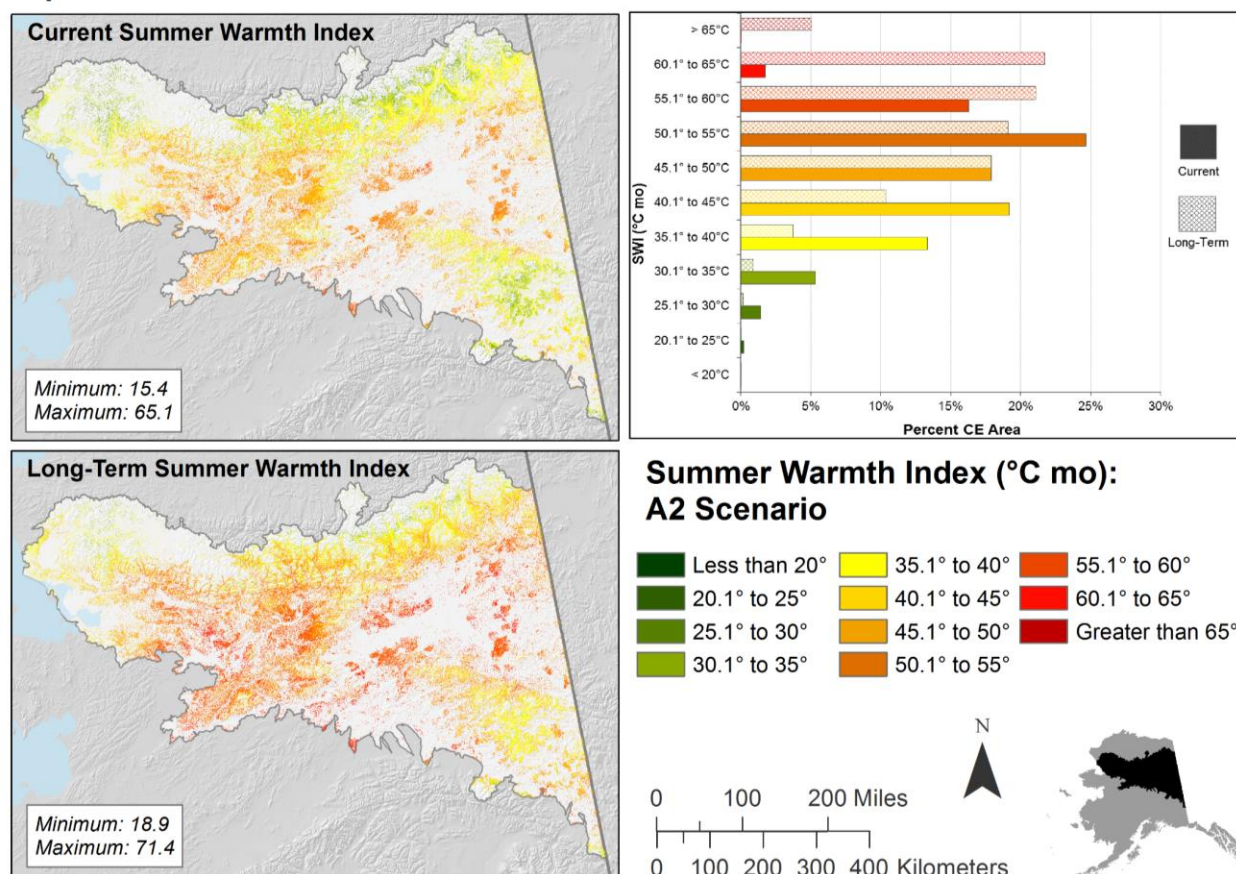 Current Summer Warmth Index
Minimum: 15.4
Maximum: 65.1
SWI (°C mo)
> 65°C
60.1° to 65°C
55.1° to 60°C
50.1° to 55°C
45.1° to 50°C
40.1° to 45°C
35.1° to 40°C
30.1° to 35°C
25.1° to 30°C
20.1° to 25°C
< 20°C
0% 5% 10% 15% 20% 25% 30%
Percent CE Area
Current
Long-Term
Long-Term Summer Warmth Index
Minimum: 18.9
Maximum: 71.4
Summer Warmth Index (°C mo):
A2 Scenario
Less than 20°
20.1° to 25°
25.1° to 30°
30.1° to 35°
35.1° to 40°
40.1° to 45°
45.1° to 50°
50.1° to 55°
55.1° to 60°
60.1° to 65°
Greater than 65°
N
0 100 200 Miles
0 100 200 300 400 Kilometers